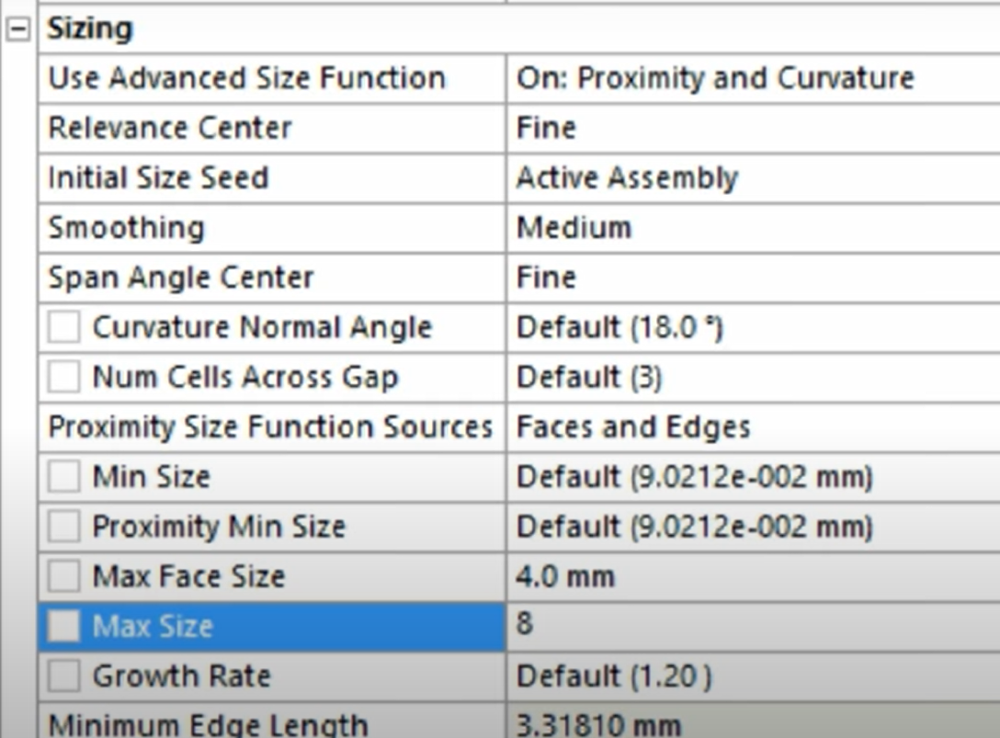 Sizing
Use Advanced Size Function On: Proximity and Curvature
Relevance Center Fine
Initial Size Seed Active Assembly
Smoothing Medium
Span Angle Center Fine
Curvature Normal Angle Default (18.0 °)
Num Cells Across Gap Default (3)
Proximity Size Function Sources Faces and Edges
Min Size Default (9.0212e-002 mm)
Proximity Min Size Default (9.0212e-002 mm)
Max Face Size 4.0 mm
Max Size 8
Growth Rate Default (1.20 )
Minimum Edge Length 3.31810 mm